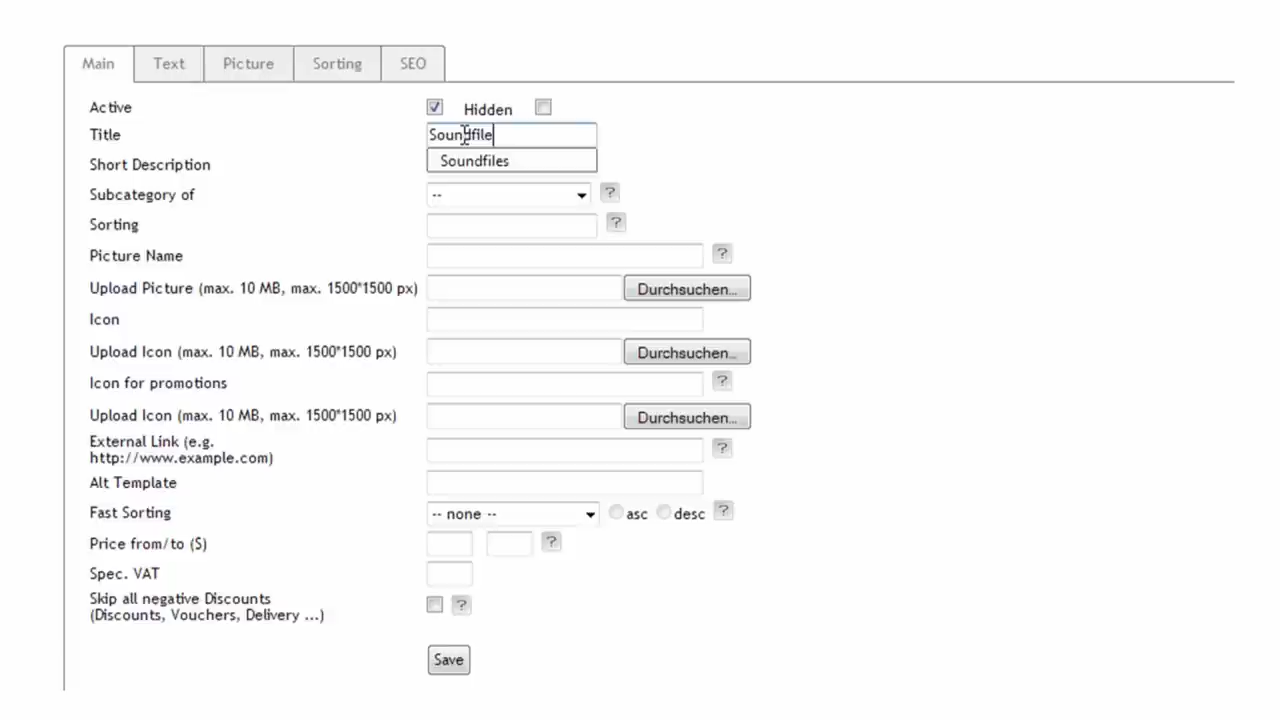 Main Text Picture Sorting SEO
Active Hidden
Title Soundfile
Soundfiles
Short Description
Subcategory of -- ?
Sorting ?
Picture Name ?
Upload Picture (max. 10 MB, max. 1500*1500 px) Durchsuchen...
Icon
Upload Icon (max. 10 MB, max. 1500*1500 px) Durchsuchen...
Icon for promotions ?
Upload Icon (max. 10 MB, max. 1500*1500 px) Durchsuchen...
External Link (e.g.
http://www.example.com) ?
Alt Template
Fast Sorting -- none -- asc desc ?
Price from/to ($) ?
Spec. VAT
Skip all negative Discounts
(Discounts, Vouchers, Delivery ...) ?
Save